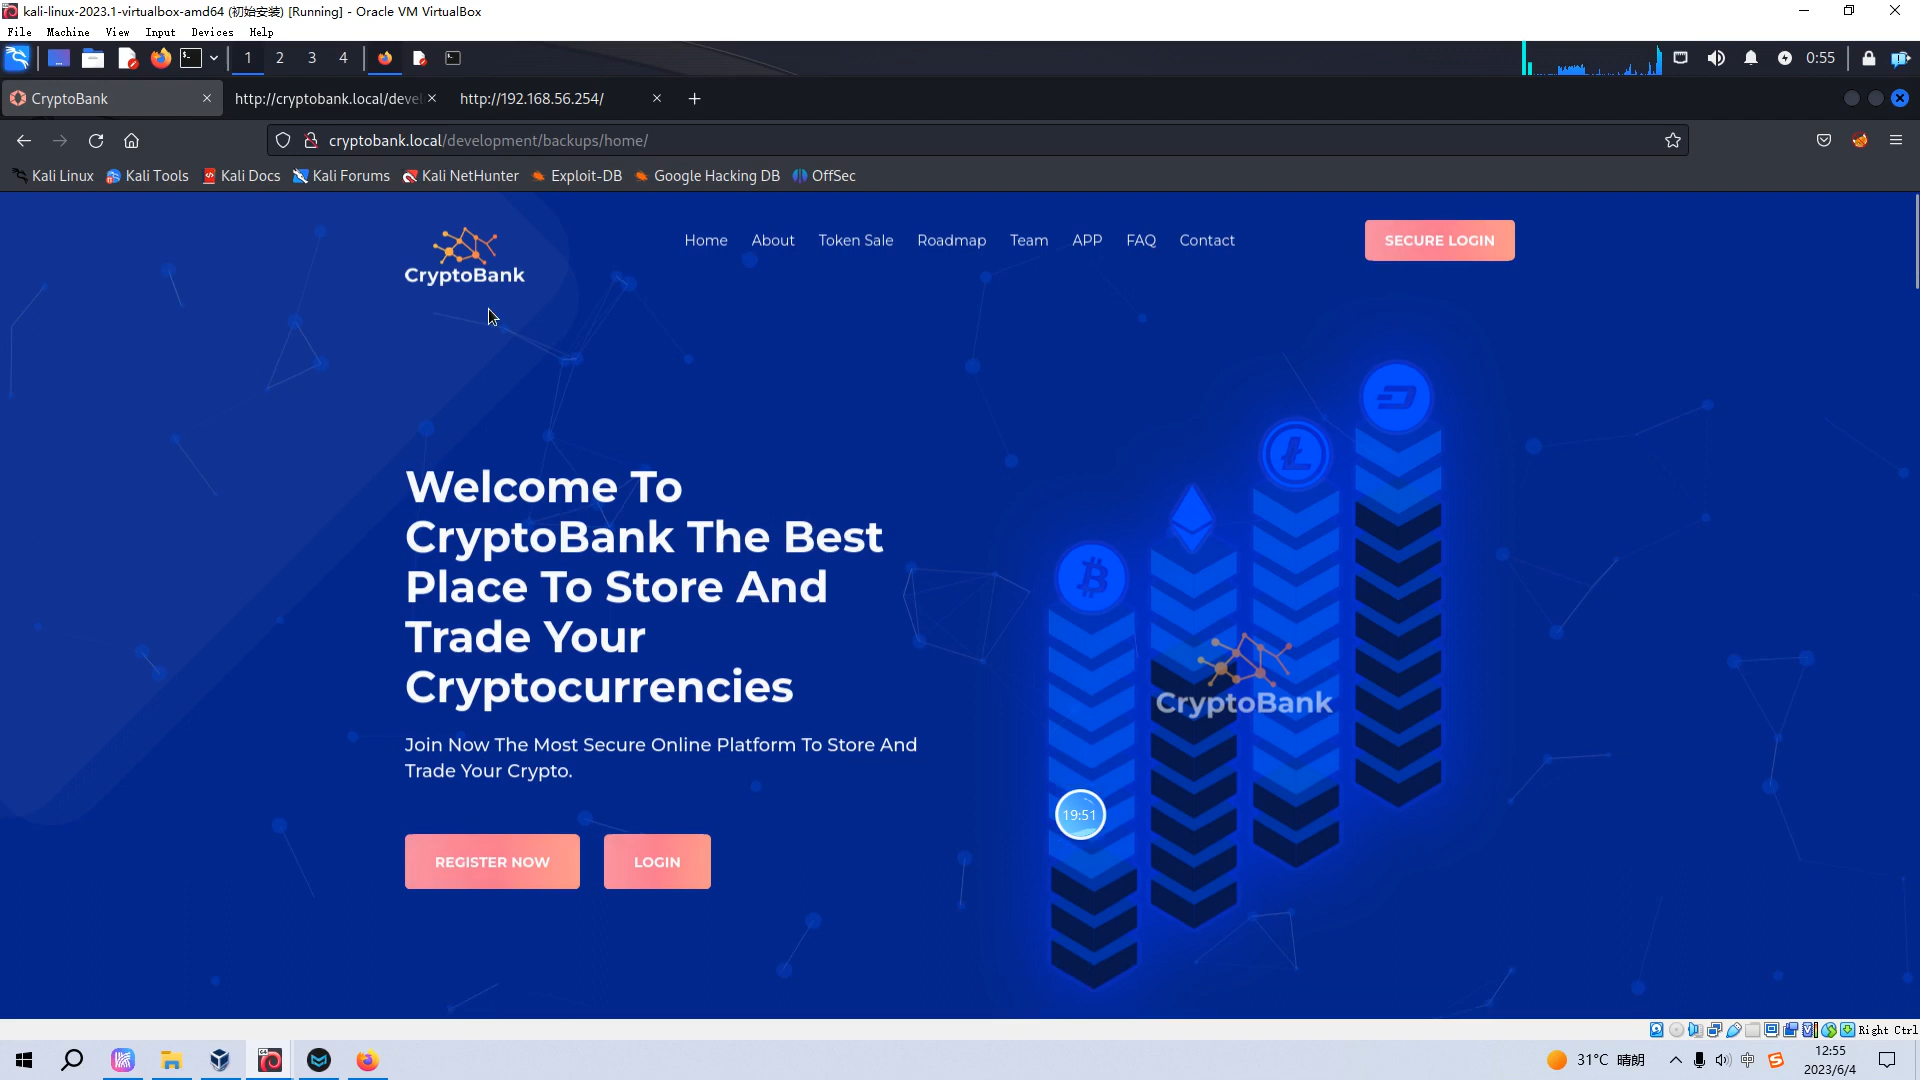 kali-linux-2023.1-virtualbox-amd64 (初始安装) [Running] - Oracle VM VirtualBox
File Machine View Input Devices Help
1 2 3 4 0:55
CryptoBank http://cryptobank.local/devel http://192.168.56.254/
cryptobank.local/development/backups/home/
Kali Linux Kali Tools Kali Docs Kali Forums Kali NetHunter Exploit-DB Google Hacking DB OffSec
CryptoBank Home About Token Sale Roadmap Team APP FAQ Contact SECURE LOGIN
Welcome To
CryptoBank The Best
Place To Store And
Trade Your
Cryptocurrencies
Join Now The Most Secure Online Platform To Store And
Trade Your Crypto.
REGISTER NOW LOGIN
CryptoBank
19:51
Right Ctrl
31°C 晴朗 中 12:55
2023/6/4